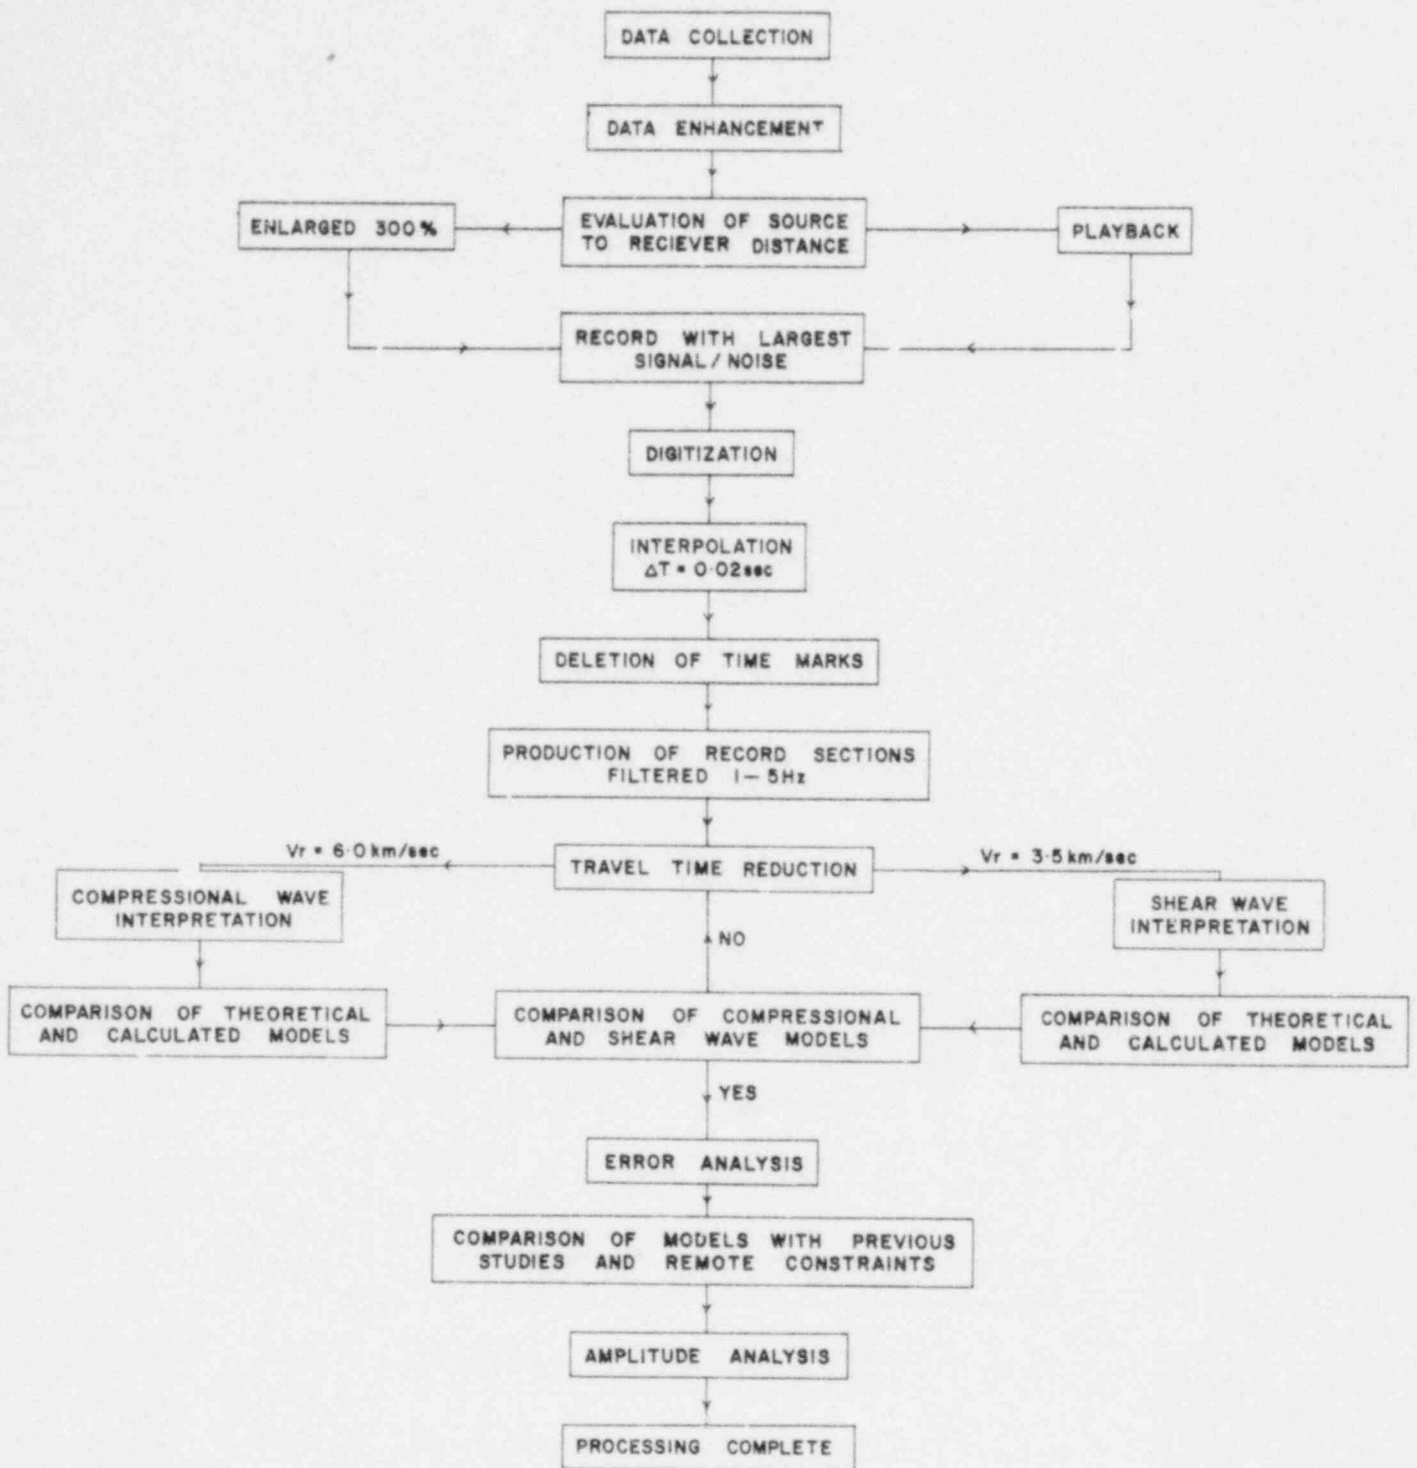 DATA COLLECTION
DATA ENHANCEMENT
ENLARGED 300%
EVALUATION OF SOURCE
TO RECIEVER DISTANCE
PLAYBACK
RECORD WITH LARGEST
SIGNAL / NOISE
DIGITIZATION
INTERPOLATION
ΔT = 0·02sec
DELETION OF TIME MARKS
PRODUCTION OF RECORD SECTIONS
FILTERED 1-5Hz
Vr = 6·0 km/sec
TRAVEL TIME REDUCTION
Vr = 3·5 km/sec
COMPRESSIONAL WAVE
INTERPRETATION
SHEAR WAVE
INTERPRETATION
NO
COMPARISON OF THEORETICAL
AND CALCULATED MODELS
COMPARISON OF COMPRESSIONAL
AND SHEAR WAVE MODELS
COMPARISON OF THEORETICAL
AND CALCULATED MODELS
YES
ERROR ANALYSIS
COMPARISON OF MODELS WITH PREVIOUS
STUDIES AND REMOTE CONSTRAINTS
AMPLITUDE ANALYSIS
PROCESSING COMPLETE